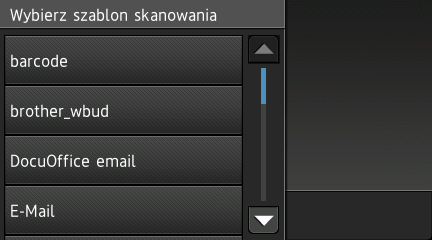 Wybierz szablon skanowania
barcode
brother_wbud
DocuOffice email
E-Mail